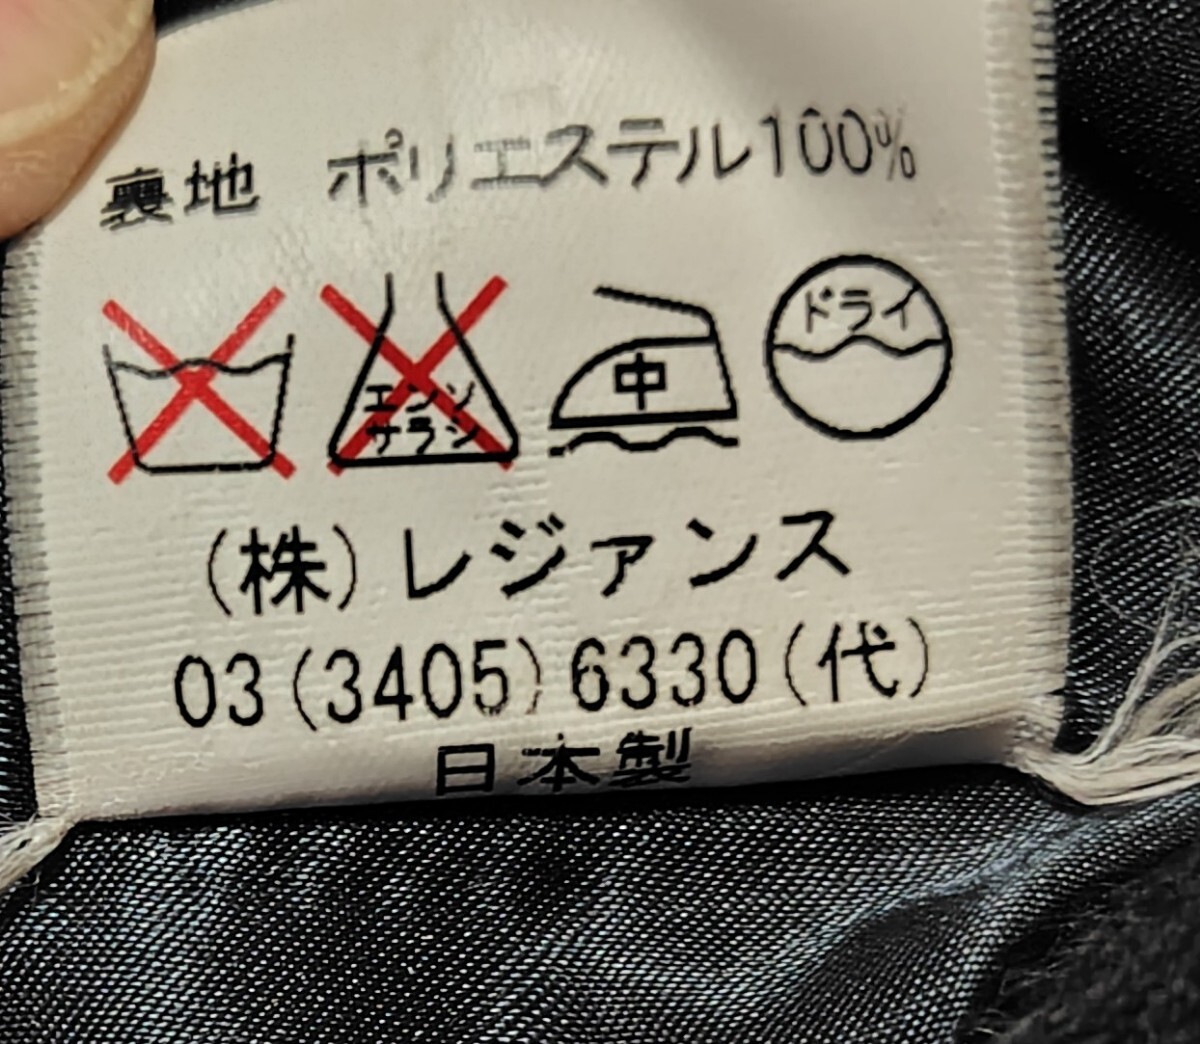 裏地 ポリエステル100%
エンソ
サラシ
中
ドライ
(株)レジァンス
03(3405)6330(代)
日本製